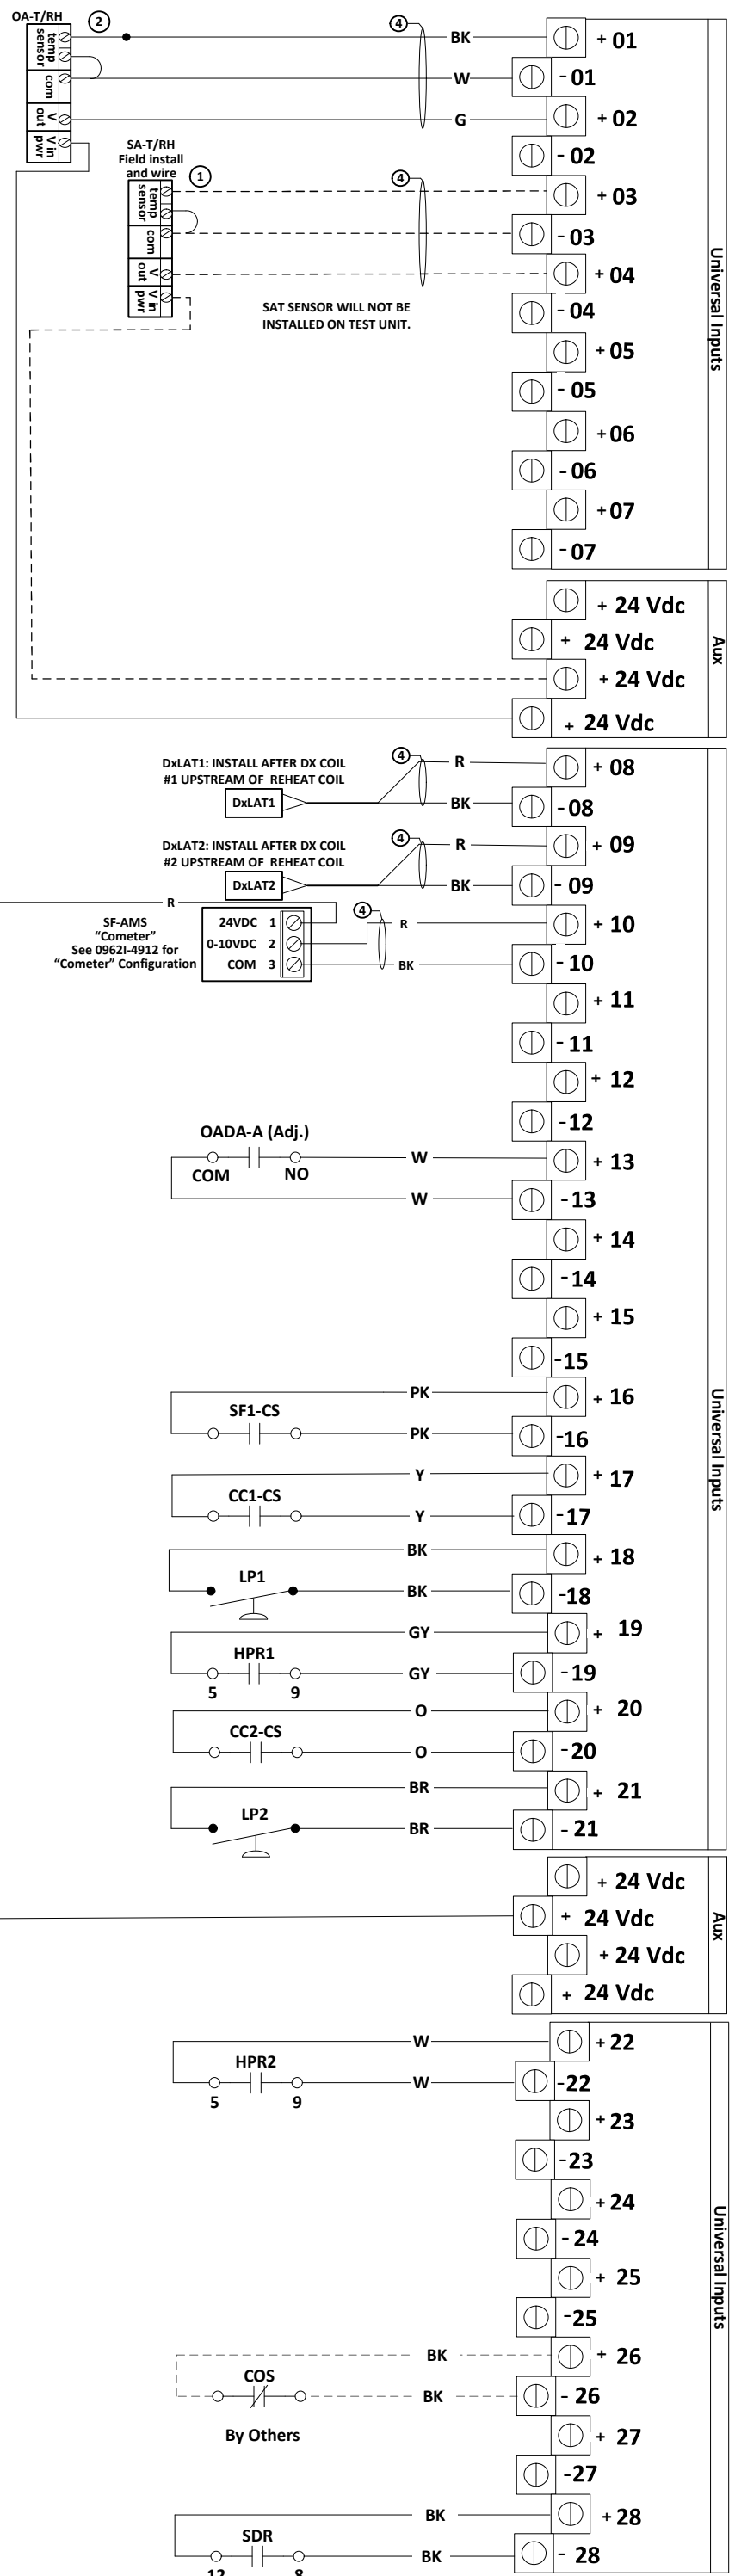 OA-T/RH
2
4
temp
sensor
com
V
out
V in
pwr
BK
+ 01
W
- 01
G
+ 02
- 02
SA-T/RH
Field install
and wire
1
4
temp
sensor
com
V
out
V in
pwr
+ 03
- 03
+ 04
SAT SENSOR WILL NOT BE
INSTALLED ON TEST UNIT.
- 04
+ 05
- 05
+ 06
- 06
+ 07
- 07
Universal Inputs
+ 24 Vdc
+ 24 Vdc
+ 24 Vdc
+ 24 Vdc
Aux
DxLAT1: INSTALL AFTER DX COIL
#1 UPSTREAM OF REHEAT COIL
DxLAT1
4
R
+ 08
BK
- 08
DxLAT2: INSTALL AFTER DX COIL
#2 UPSTREAM OF REHEAT COIL
DxLAT2
4
R
+ 09
BK
- 09
R
SF-AMS
"Cometer"
See 0962I-4912 for
"Cometer" Configuration
24VDC 1
0-10VDC 2
COM 3
4
R
+ 10
BK
- 10
+ 11
- 11
+ 12
- 12
OADA-A (Adj.)
COM
NO
W
+ 13
W
- 13
+ 14
- 14
+ 15
- 15
PK
+ 16
SF1-CS
PK
- 16
Y
+ 17
CC1-CS
Y
- 17
BK
+ 18
LP1
BK
- 18
GY
+ 19
HPR1
5
9
GY
- 19
O
+ 20
CC2-CS
O
- 20
BR
+ 21
LP2
BR
- 21
Universal Inputs
+ 24 Vdc
+ 24 Vdc
+ 24 Vdc
+ 24 Vdc
Aux
W
+ 22
HPR2
5
9
W
- 22
+ 23
- 23
+ 24
- 24
+ 25
- 25
BK
+ 26
COS
BK
- 26
By Others
+ 27
- 27
BK
+ 28
SDR
12
8
BK
- 28
Universal Inputs